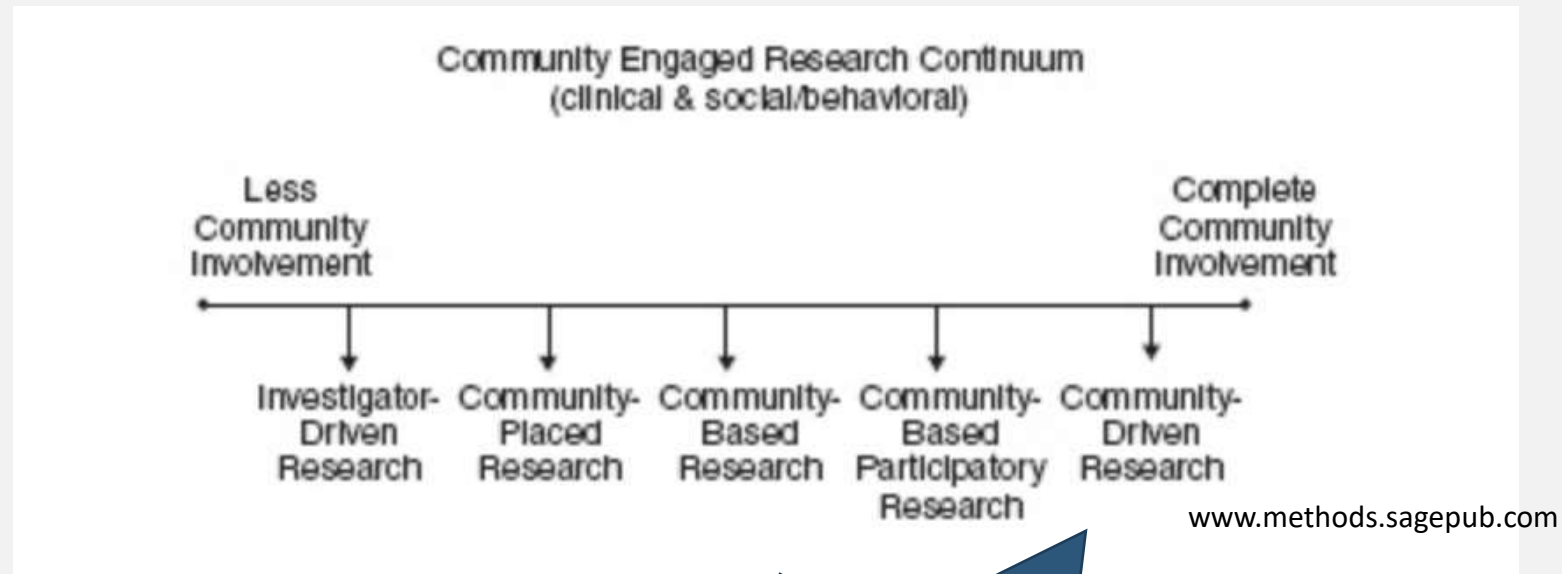 Community Engaged Research Continuum
(clinical & social/behavioral)
Less
Community
Involvement
Complete
Community
Involvement
Investigator-
Driven
Research
Community-
Placed
Research
Community-
Based
Research
Community-
Based
Participatory
Research
Community-
Driven
Research
www.methods.sagepub.com